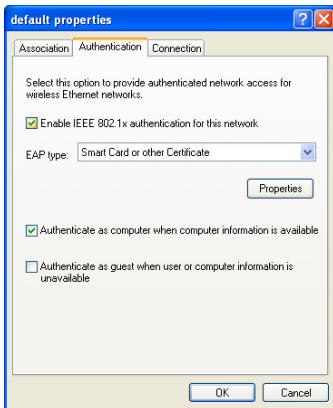 default properties
Association Authentication Connection
Select this option to provide authenticated network access for
wireless Ethernet networks.
Enable IEEE 802.1x authentication for this network
EAP type: Smart Card or other Certificate
Properties
Authenticate as computer when computer information is available
Authenticate as guest when user or computer information is
unavailable
OK Cancel